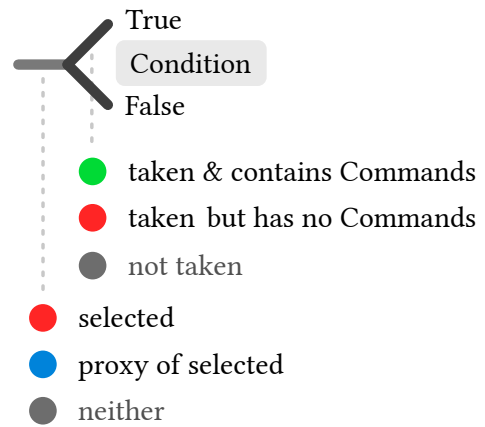 True
Condition
False
taken & contains Commands
taken but has no Commands
not taken
selected
proxy of selected
neither